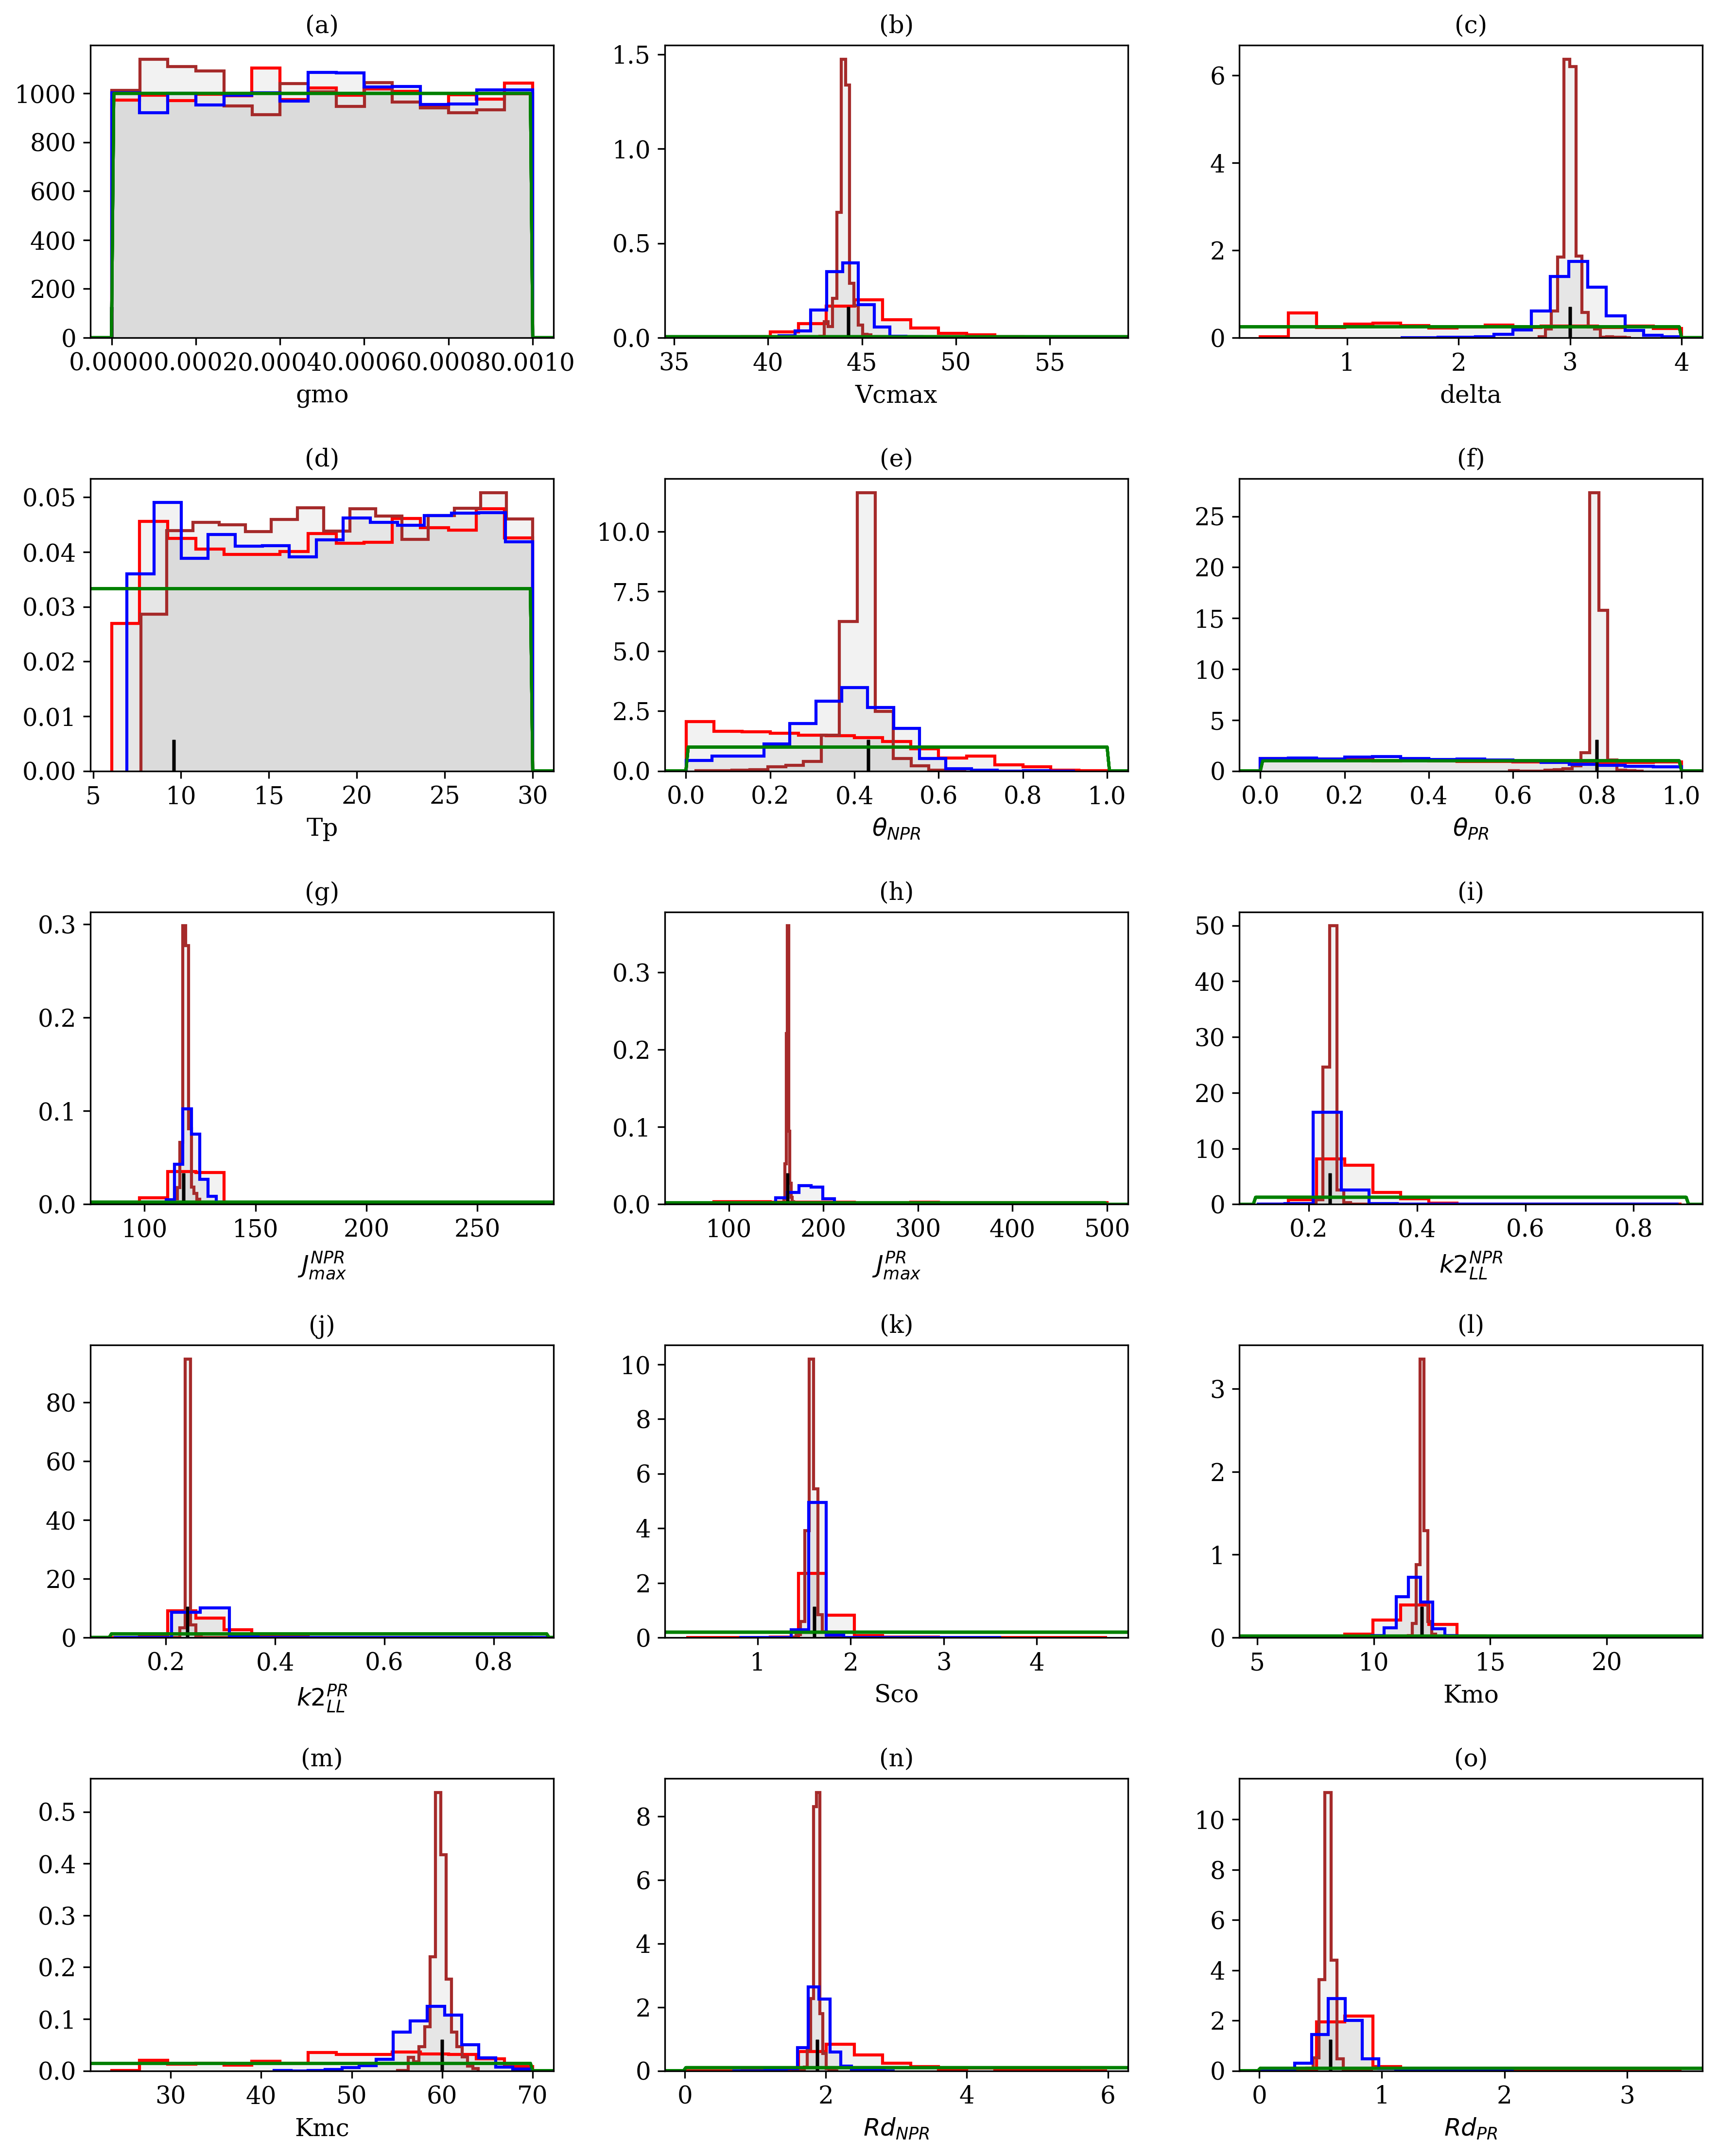 (a) (b) (c)
1000 800 600 400 200 0
0.0000 0.0002 0.0004 0.0006 0.0008 0.0010
gmo
1.5 1.0 0.5 0.0
35 40 45 50 55
Vcmax
6 4 2 0
1 2 3 4
delta
(d) (e) (f)
0.05 0.04 0.03 0.02 0.01 0.00
5 10 15 20 25 30
Tp
10.0 7.5 5.0 2.5 0.0
0.0 0.2 0.4 0.6 0.8 1.0
θ_NPR
25 20 15 10 5 0
0.0 0.2 0.4 0.6 0.8 1.0
θ_PR
(g) (h) (i)
0.3 0.2 0.1 0.0
100 150 200 250
J_max^NPR
0.3 0.2 0.1 0.0
100 200 300 400 500
J_max^PR
50 40 30 20 10 0
0.2 0.4 0.6 0.8
k2_LL^NPR
(j) (k) (l)
80 60 40 20 0
0.2 0.4 0.6 0.8
k2_LL^PR
10 8 6 4 2 0
1 2 3 4
Sco
3 2 1 0
5 10 15 20
Kmo
(m) (n) (o)
0.5 0.4 0.3 0.2 0.1 0.0
30 40 50 60 70
Kmc
8 6 4 2 0
0 2 4 6
Rd_NPR
10 8 6 4 2 0
0 1 2 3
Rd_PR